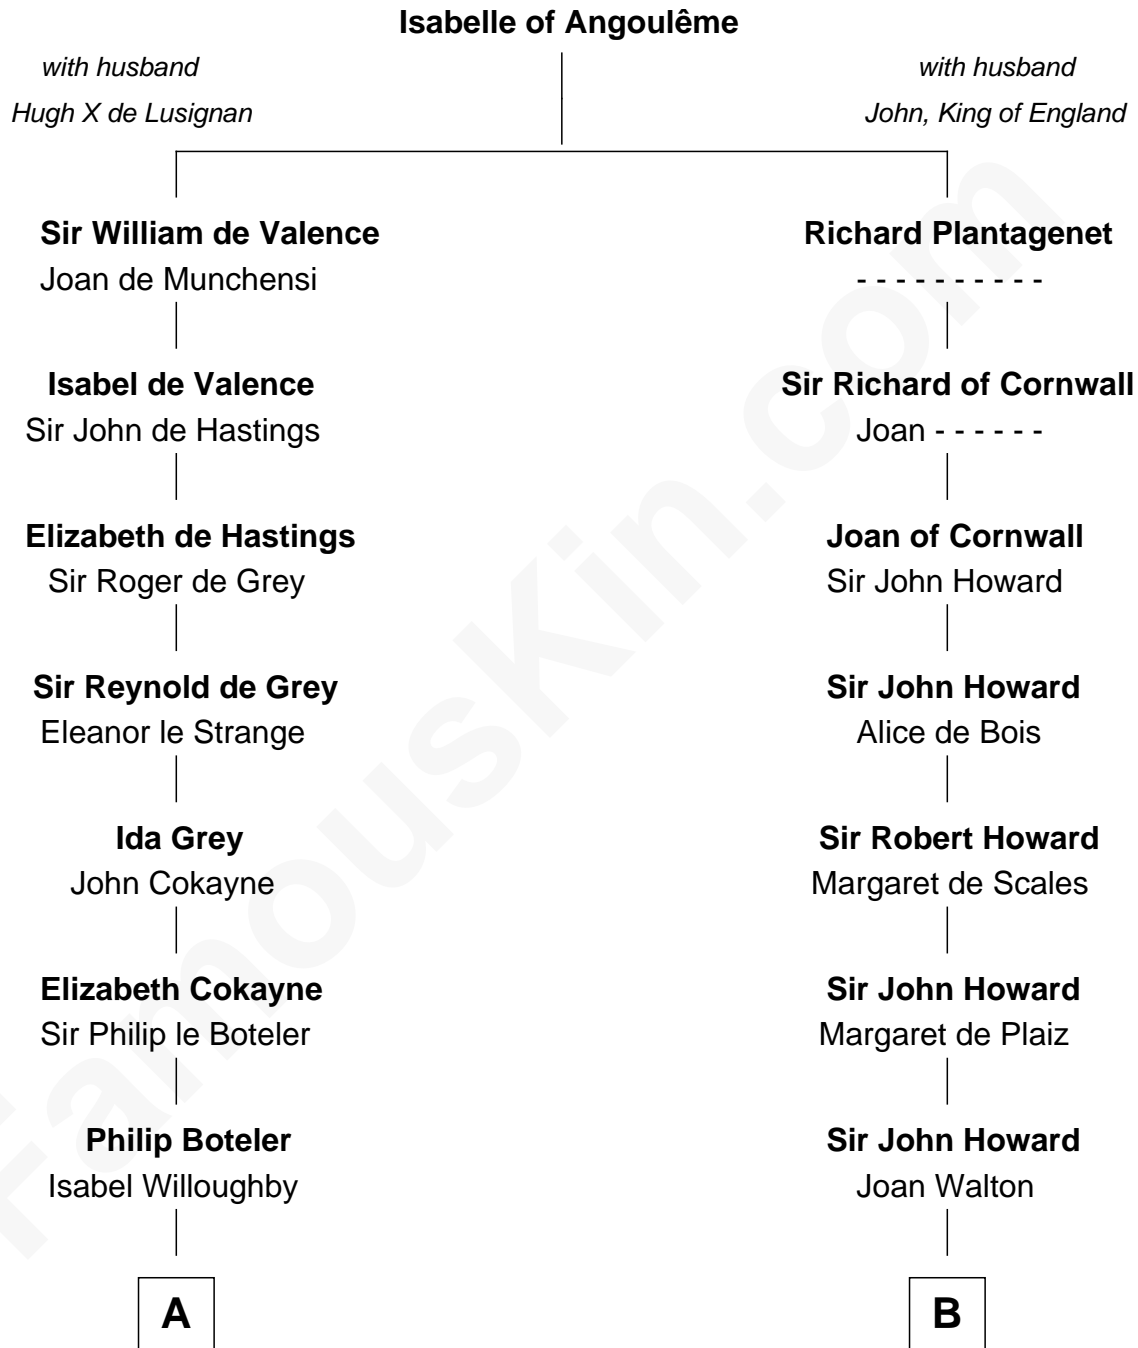 Isabelle of Angoulême
with husband
Hugh X de Lusignan
with husband
John, King of England
Sir William de Valence
Joan de Munchensi
Richard Plantagenet
- - - - - - - - - -
Isabel de Valence
Sir John de Hastings
Sir Richard of Cornwall
Joan - - - - - -
Elizabeth de Hastings
Sir Roger de Grey
Joan of Cornwall
Sir John Howard
Sir Reynold de Grey
Eleanor le Strange
Sir John Howard
Alice de Bois
Ida Grey
John Cokayne
Sir Robert Howard
Margaret de Scales
Elizabeth Cokayne
Sir Philip le Boteler
Sir John Howard
Margaret de Plaiz
Philip Boteler
Isabel Willoughby
Sir John Howard
Joan Walton
A
B
FamousKin.com